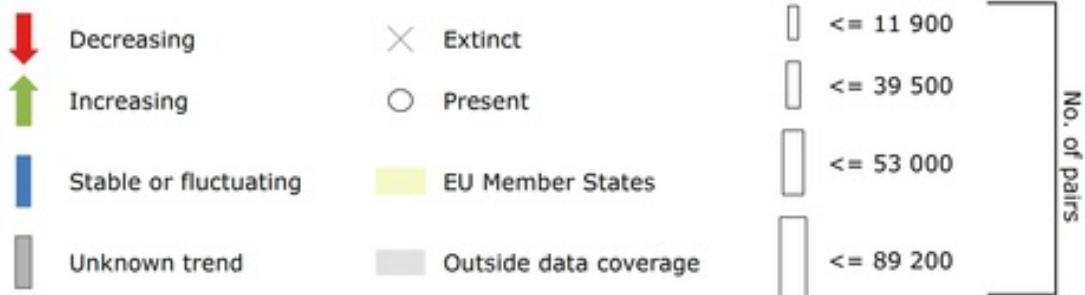 Decreasing
Increasing
Stable or fluctuating
Unknown trend
Extinct
Present
EU Member States
Outside data coverage
<= 11 900
<= 39 500
<= 53 000
<= 89 200
No. of pairs